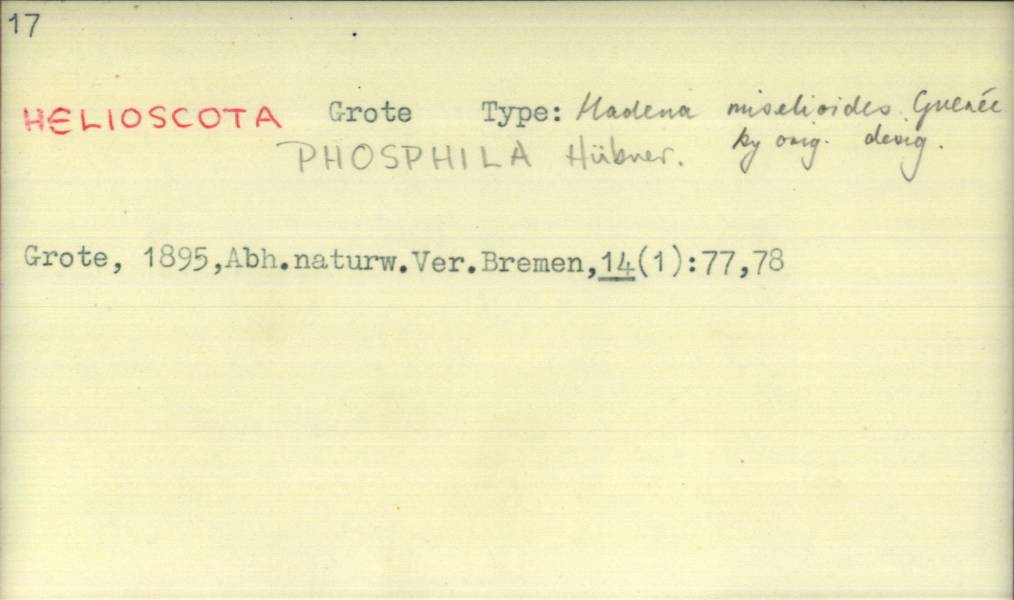 17
HELIOSCOTA Grote Type: Hadena miselioides Guenée
by orig. desig.
PHOSPHILA Hübner.
Grote, 1895,Abh.naturw.Ver.Bremen,14(1):77,78